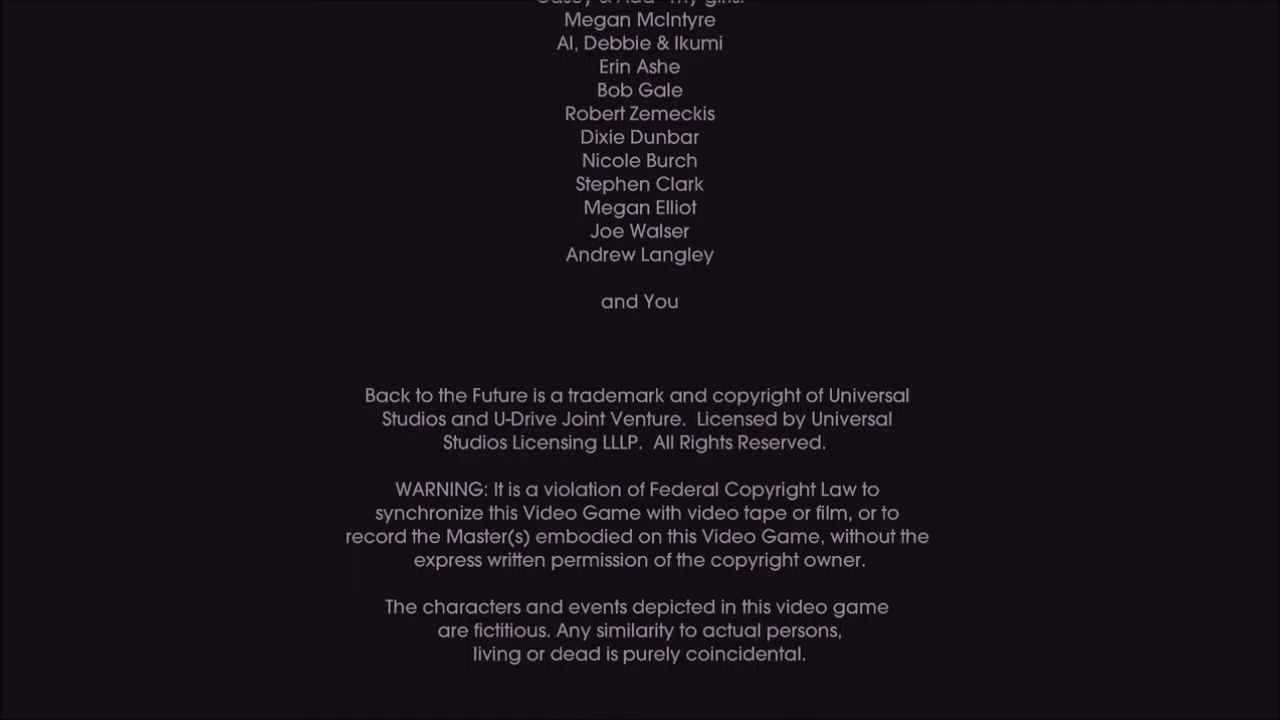 Megan McIntyre
Al, Debbie & Ikumi
Erin Ashe
Bob Gale
Robert Zemeckis
Dixie Dunbar
Nicole Burch
Stephen Clark
Megan Elliot
Joe Walser
Andrew Langley
and You
Back to the Future is a trademark and copyright of Universal
Studios and U-Drive Joint Venture.  Licensed by Universal
Studios Licensing LLLP.  All Rights Reserved.
WARNING: It is a violation of Federal Copyright Law to
synchronize this Video Game with video tape or film, or to
record the Master(s) embodied on this Video Game, without the
express written permission of the copyright owner.
The characters and events depicted in this video game
are fictitious. Any similarity to actual persons,
living or dead is purely coincidental.